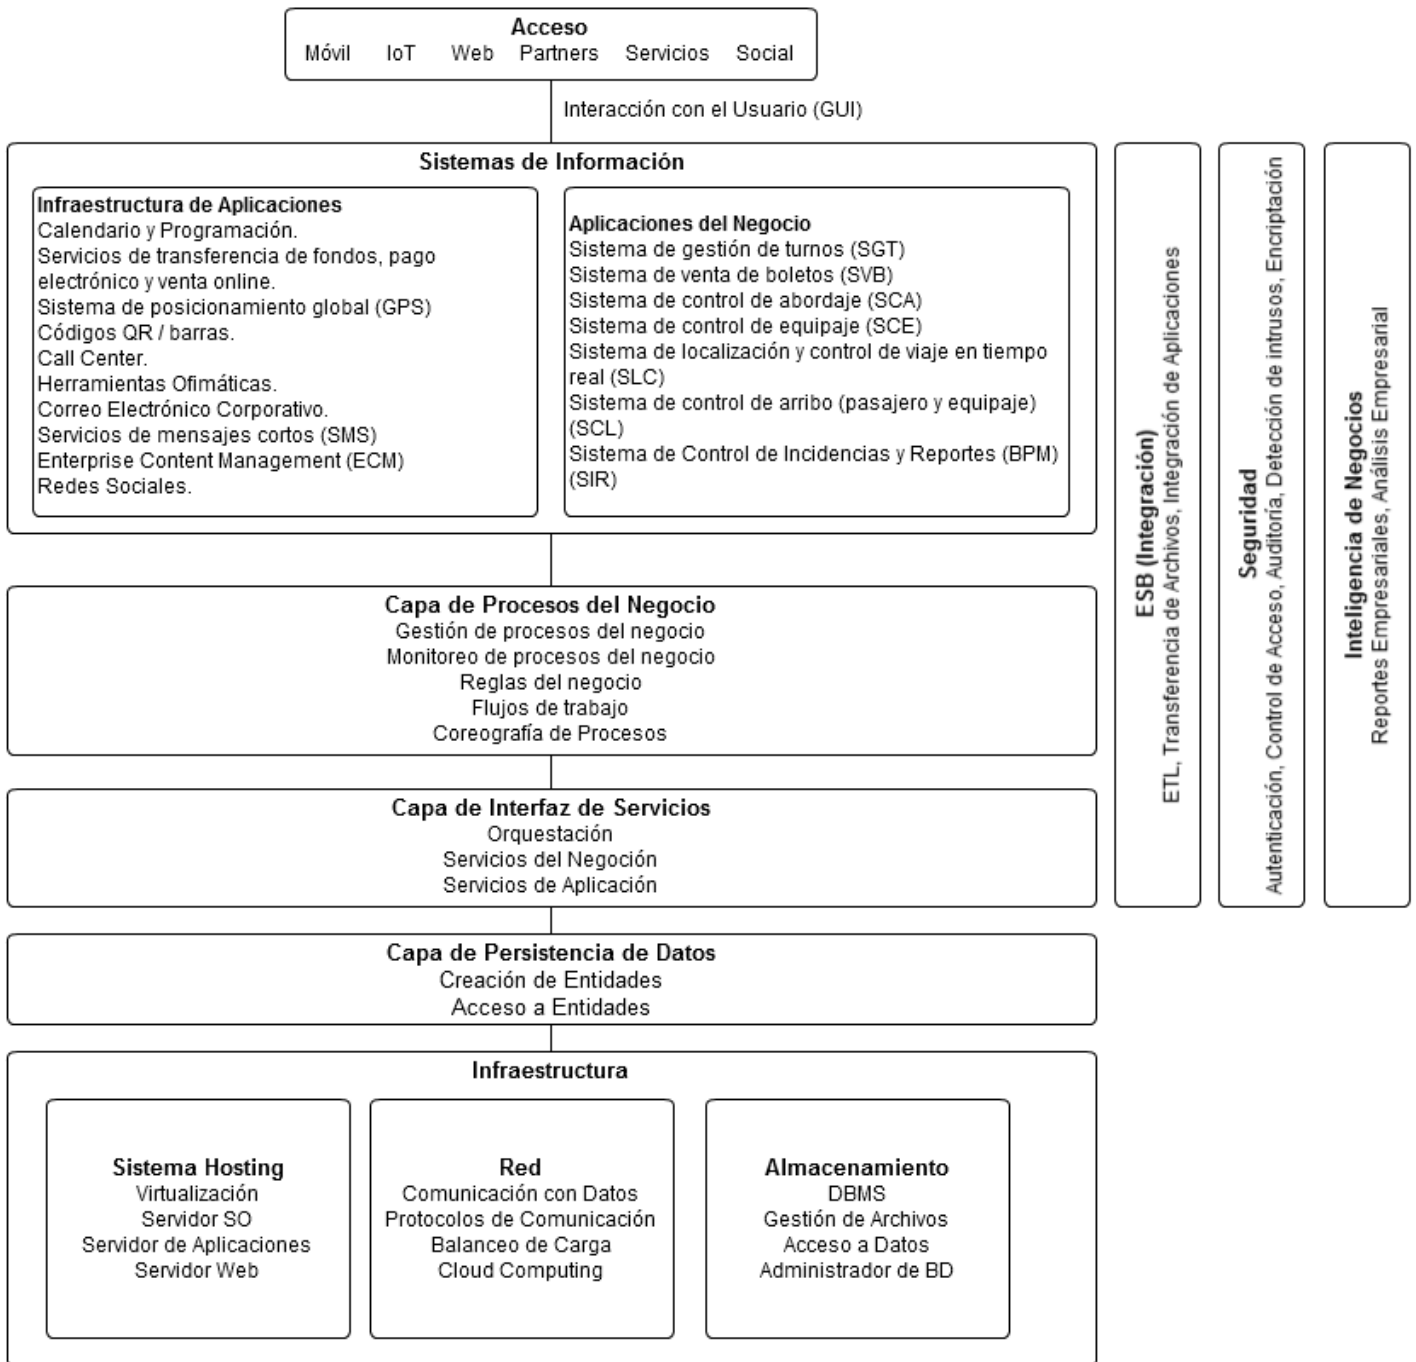 Acceso
Móvil IoT Web Partners Servicios Social
Interacción con el Usuario (GUI)
Sistemas de Información
Infraestructura de Aplicaciones
Calendario y Programación.
Servicios de transferencia de fondos, pago
electrónico y venta online.
Sistema de posicionamiento global (GPS)
Códigos QR / barras.
Call Center.
Herramientas Ofimáticas.
Correo Electrónico Corporativo.
Servicios de mensajes cortos (SMS)
Enterprise Content Management (ECM)
Redes Sociales.
Aplicaciones del Negocio
Sistema de gestión de turnos (SGT)
Sistema de venta de boletos (SVB)
Sistema de control de abordaje (SCA)
Sistema de control de equipaje (SCE)
Sistema de localización y control de viaje en tiempo
real (SLC)
Sistema de control de arribo (pasajero y equipaje)
(SCL)
Sistema de Control de Incidencias y Reportes (BPM)
(SIR)
Capa de Procesos del Negocio
Gestión de procesos del negocio
Monitoreo de procesos del negocio
Reglas del negocio
Flujos de trabajo
Coreografía de Procesos
Capa de Interfaz de Servicios
Orquestación
Servicios del Negoción
Servicios de Aplicación
Capa de Persistencia de Datos
Creación de Entidades
Acceso a Entidades
Infraestructura
Sistema Hosting
Virtualización
Servidor SO
Servidor de Aplicaciones
Servidor Web
Red
Comunicación con Datos
Protocolos de Comunicación
Balanceo de Carga
Cloud Computing
Almacenamiento
DBMS
Gestión de Archivos
Acceso a Datos
Administrador de BD
ESB (Integración)
ETL, Transferencia de Archivos, Integración de Aplicaciones
Seguridad
Autenticación, Control de Acceso, Auditoría, Detección de intrusos, Encriptación
Inteligencia de Negocios
Reportes Empresariales, Análisis Empresarial